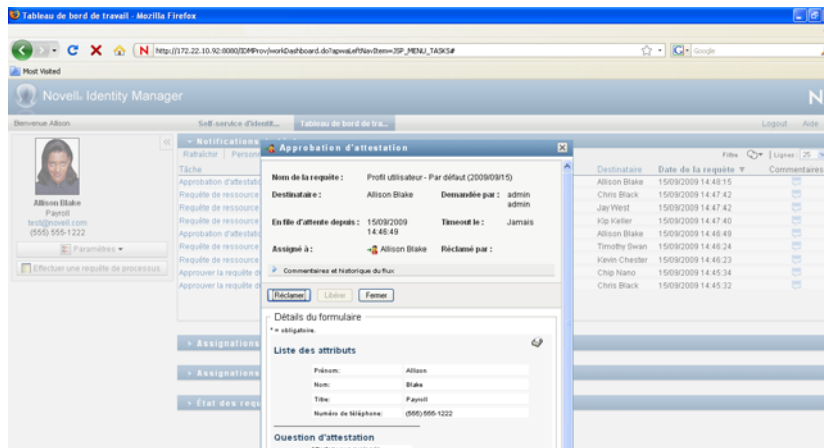 Tableau de bord de travail - Mozilla Firefox
http://172.22.10.92:8080/IDMProv/workDashboard.do?apwaLeftNavItem=JSP_MENU_TASKS#
Google
Most Visited
Novell® Identity Manager
N
Bienvenue Allison
Self-service d'identit...
Tableau de bord de tra...
Logout
Aide
Allison Blake
Payroll
test@novell.com
(555) 555-1222
Paramètres
Effectuer une requête de processus
Notifications
Rafraîchir
Filtre
Lignes: 25
Tâche
Destinataire
Date de la requête
Commentaires
Approbation d'attestati
Allison Blake
15/09/2009 14:48:15
Requête de ressource
Chris Black
15/09/2009 14:47:42
Requête de ressource
Jay West
15/09/2009 14:47:42
Requête de ressource
Kip Keller
15/09/2009 14:47:40
Approbation d'attestati
Allison Blake
15/09/2009 14:46:49
Requête de ressource
Timothy Swan
15/09/2009 14:46:24
Requête de ressource
Kevin Chester
15/09/2009 14:46:23
Approuver la requête d
Chip Nano
15/09/2009 14:45:34
Approuver la requête d
Chris Black
15/09/2009 14:45:32
Assignations
Assignations
État des requ
Approbation d'attestation
Nom de la requête :
Profil utilisateur - Par défaut (2009/09/15)
Destinataire :
Allison Blake
Demandée par :
admin
admin
En file d'attente depuis :
15/09/2009
14:46:49
Timeout le :
Jamais
Assigné à :
Allison Blake
Réclamé par :
Commentaires et historique du flux
Réclamer
Libérer
Fermer
Détails du formulaire
* = obligatoire.
Liste des attributs
Prénom:
Allison
Nom:
Blake
Titre:
Payroll
Numéro de téléphone:
(555) 555-1222
Question d'attestation